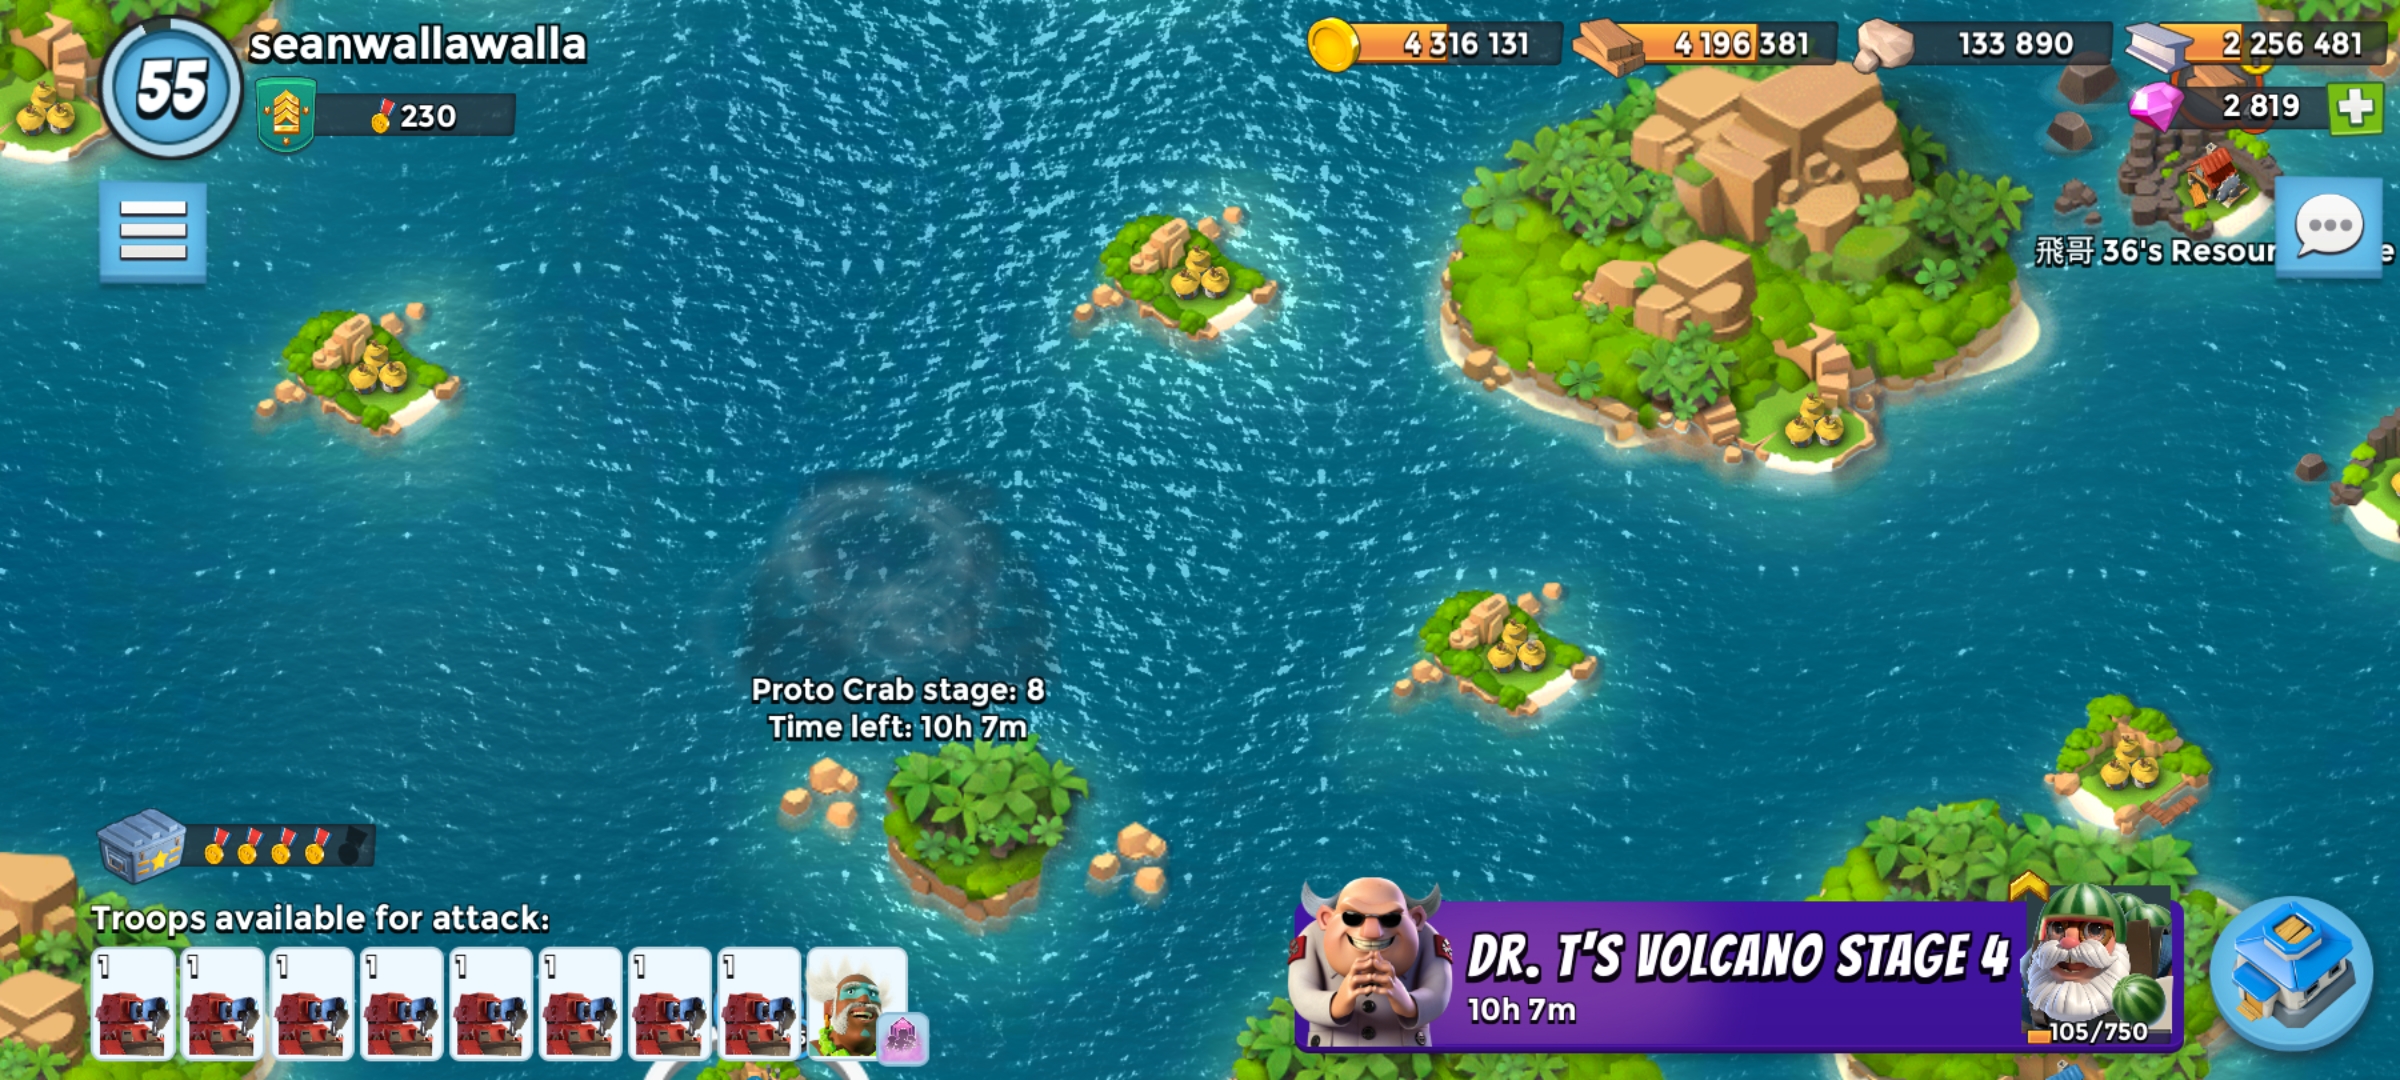 55
seanwallawalla
230
4 316 131
4 196 381
133 890
2 256 481
2 819
飛哥 36's Resour
Proto Crab stage: 8
Time left: 10h 7m
Troops available for attack:
1 1 1 1 1 1 1 1
DR. T'S VOLCANO STAGE 4
10h 7m
105/750